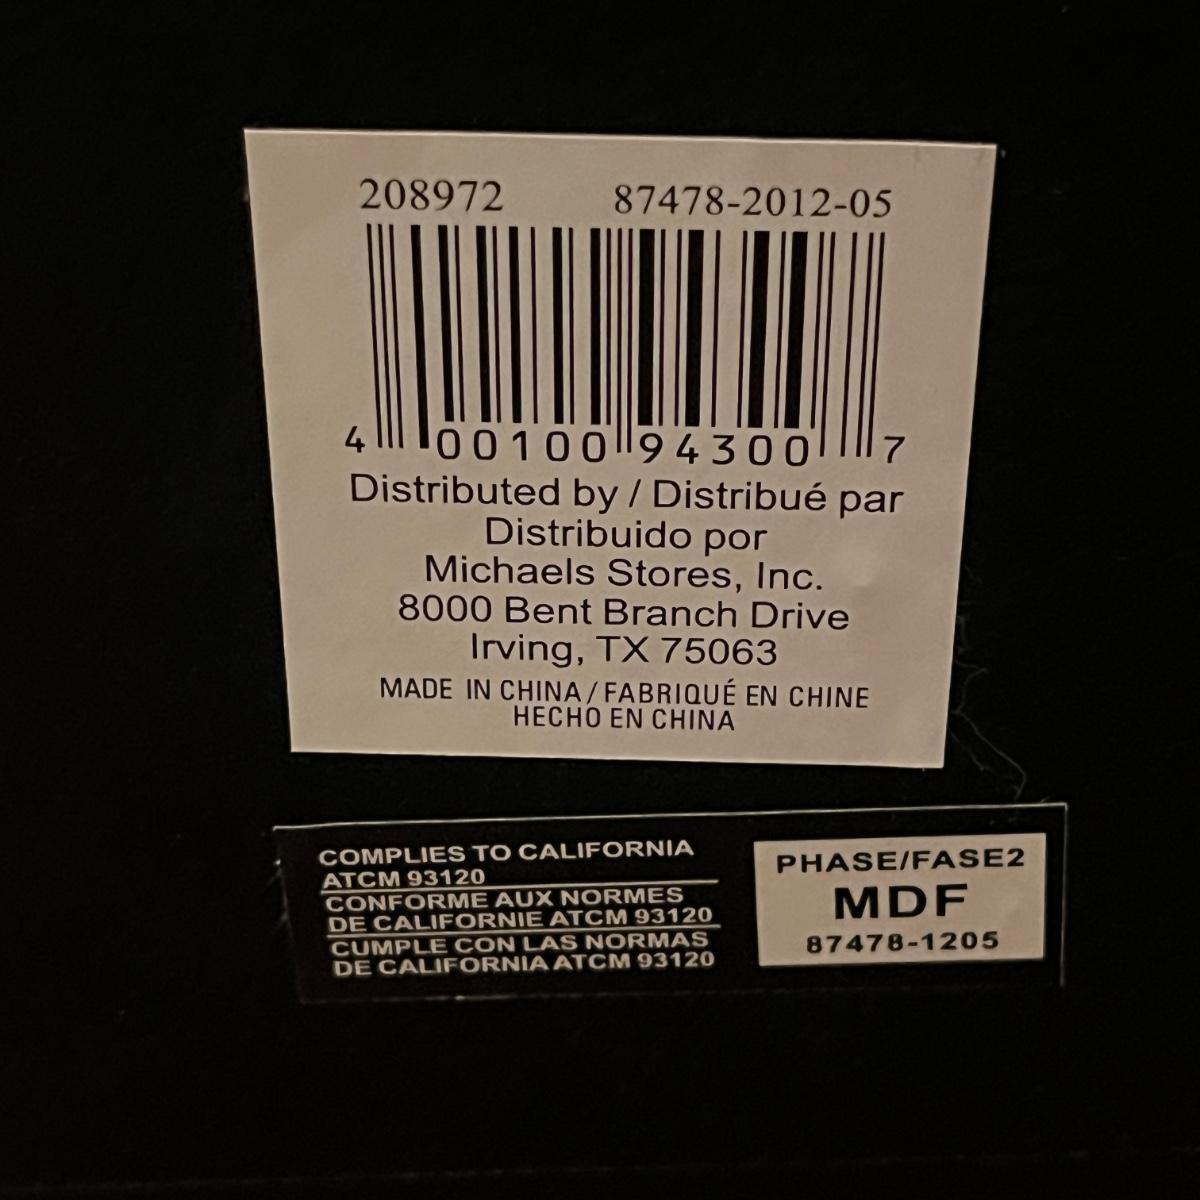 208972 87478-2012-05
4 00100 94300 7
Distributed by / Distribué par
Distribuido por
Michaels Stores, Inc.
8000 Bent Branch Drive
Irving, TX 75063
MADE IN CHINA / FABRIQUÉ EN CHINE
HECHO EN CHINA
COMPLIES TO CALIFORNIA
ATCM 93120
CONFORME AUX NORMES
DE CALIFORNIE ATCM 93120
CUMPLE CON LAS NORMAS
DE CALIFORNIA ATCM 93120
PHASE/FASE2
MDF
87478-1205